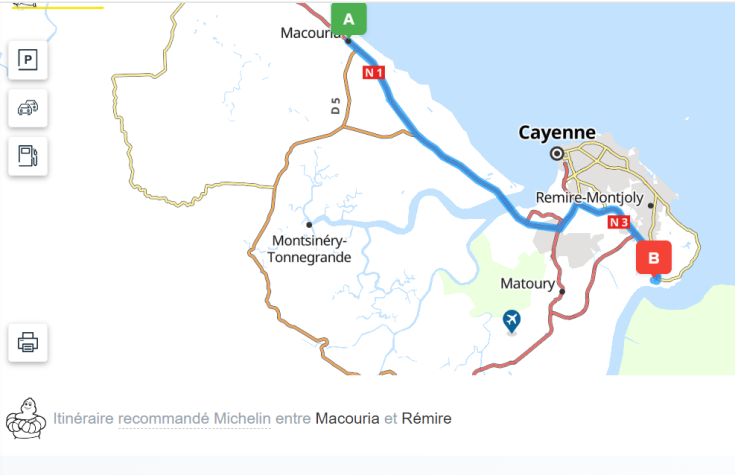 A
Macouria
P
N 1
D 5
Cayenne
Remire-Montjoly
N 3
Montsinéry-
Tonnegrande
B
Matoury
Itinéraire recommandé Michelin entre Macouria et Rémire